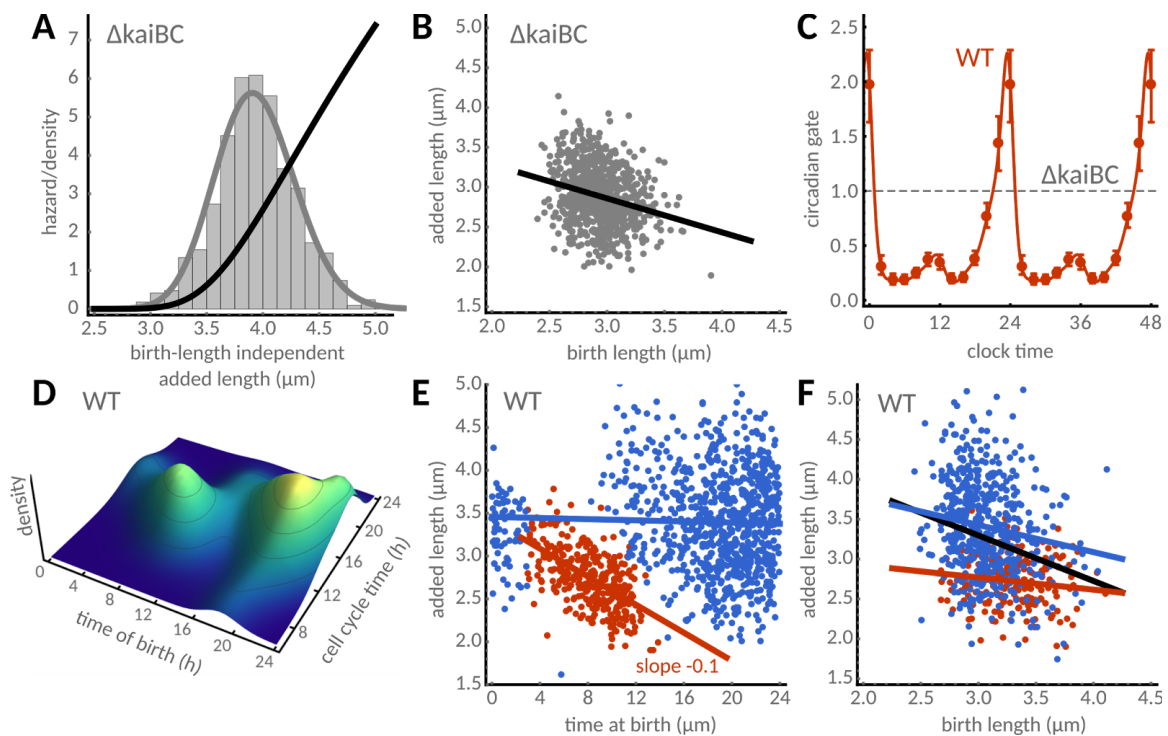 A
ΔkaiBC
hazard/density
7
6
5
4
3
2
1
0
2.5 3.0 3.5 4.0 4.5 5.0
birth-length independent
added length (μm)
B
ΔkaiBC
added length (μm)
5.0
4.5
4.0
3.5
3.0
2.5
2.0
1.5
2.0 2.5 3.0 3.5 4.0 4.5
birth length (μm)
C
WT
ΔkaiBC
circadian gate
2.5
2.0
1.5
1.0
0.5
0.0
0 12 24 36 48
clock time
D
WT
density
0 4 8 12 16 20 24
time of birth (h)
8 12 16 20 24
cell cycle time (h)
E
WT
added length (μm)
5.0
4.5
4.0
3.5
3.0
2.5
2.0
1.5
slope -0.1
0 4 8 12 16 20 24
time at birth (μm)
F
WT
added length (μm)
5.0
4.5
4.0
3.5
3.0
2.5
2.0
1.5
2.0 2.5 3.0 3.5 4.0 4.5
birth length (μm)